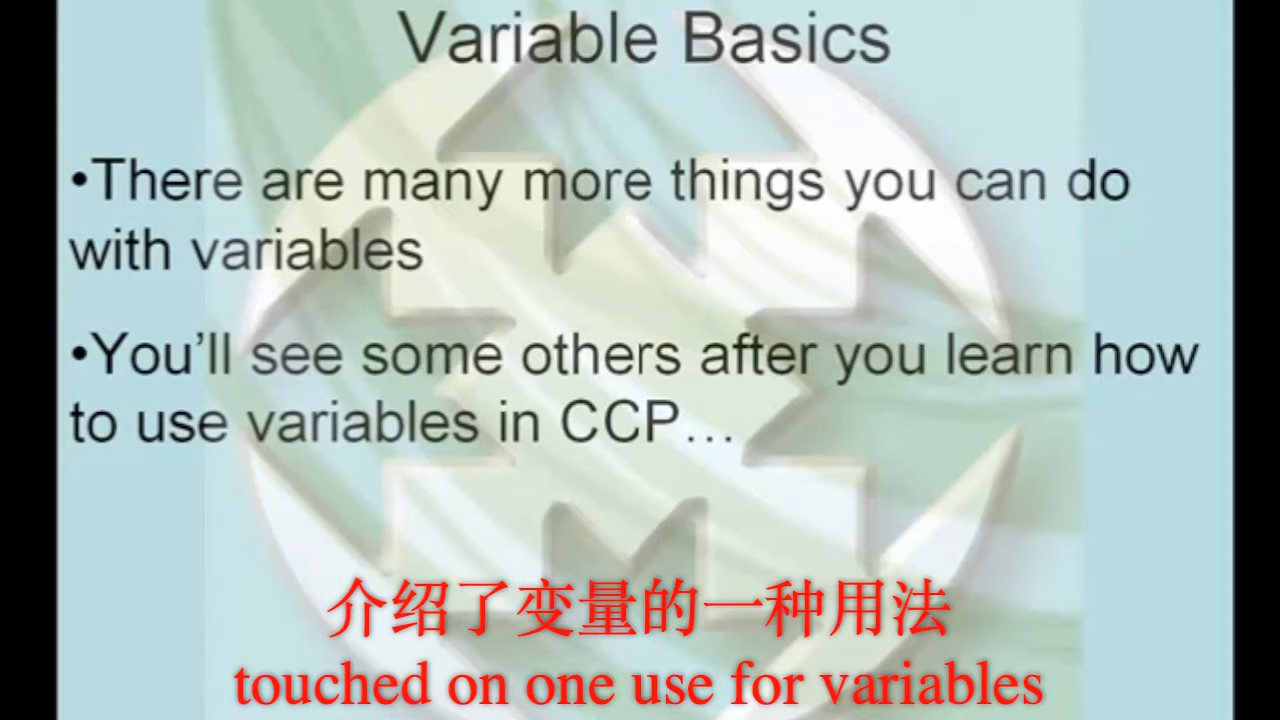 Variable Basics
•There are many more things you can do
with variables
•You’ll see some others after you learn how
to use variables in CCP…
介绍了变量的一种用法
touched on one use for variables